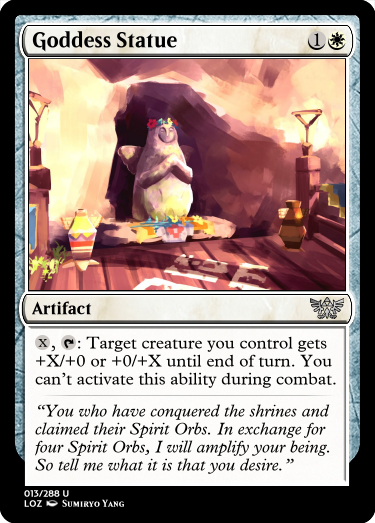 Goddess Statue 1
Artifact
X, : Target creature you control gets
+X/+0 or +0/+X until end of turn. You
can't activate this ability during combat.
"You who have conquered the shrines and
claimed their Spirit Orbs. In exchange for
four Spirit Orbs, I will amplify your being.
So tell me what it is that you desire."
013/288 U
LOZ Sumiryo Yang